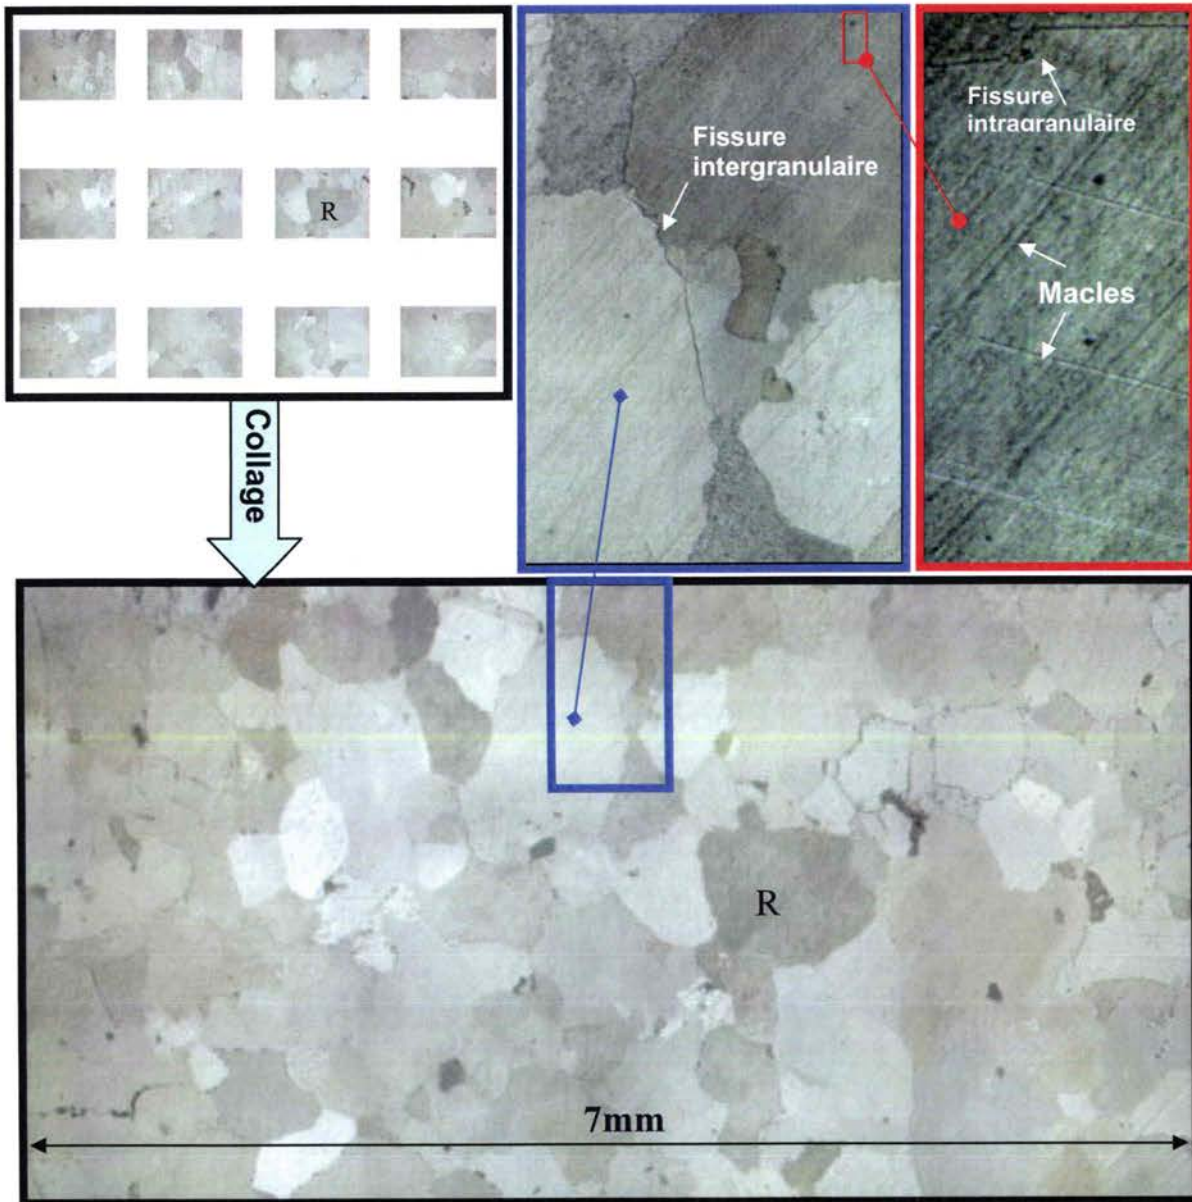 R
Fissure
intergranulaire
Fissure
intragranulaire
Macles
Collage
R
7mm